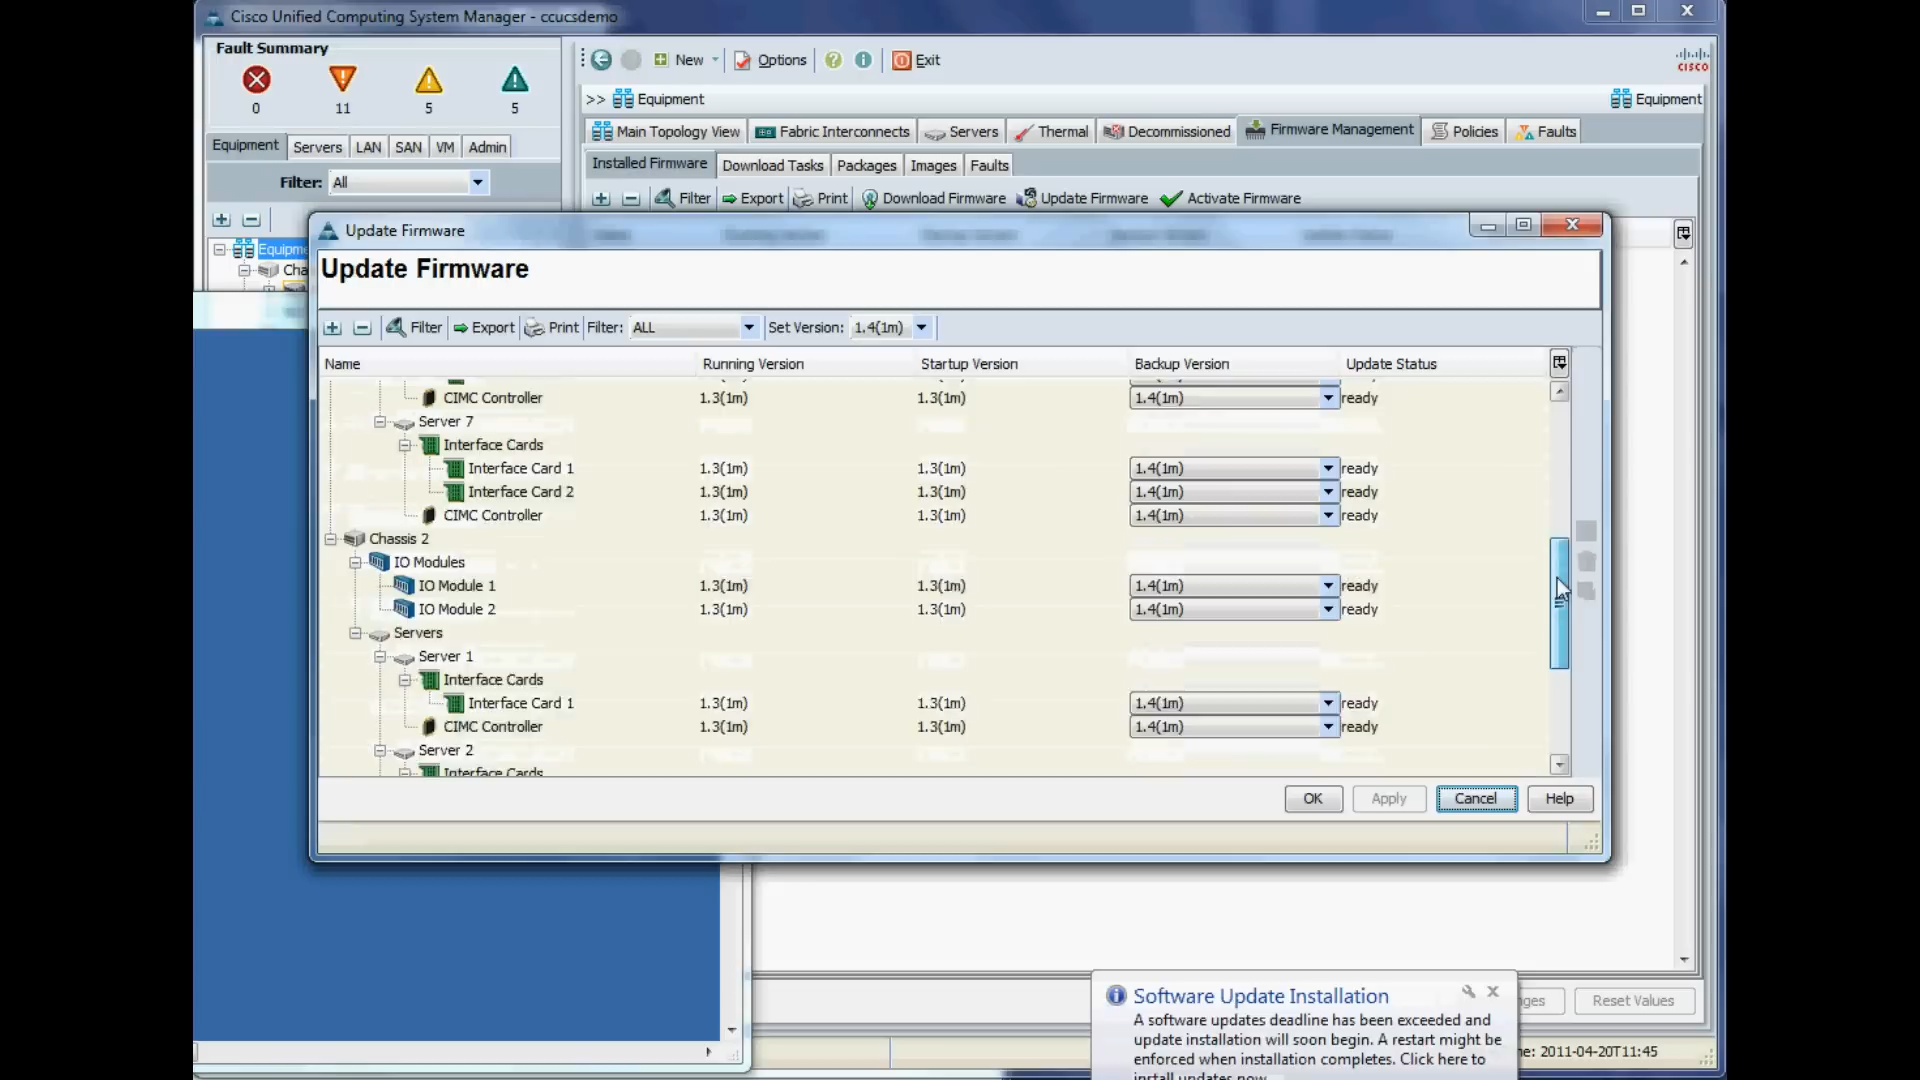 Cisco Unified Computing System Manager - ccucsdemo
Fault Summary
0 11 5 5
New Options Exit
CISCO
>> Equipment Equipment
Main Topology View Fabric Interconnects Servers Thermal Decommissioned Firmware Management Policies Faults
Equipment Servers LAN SAN VM Admin
Installed Firmware Download Tasks Packages Images Faults
Filter: All
Filter Export Print Download Firmware Update Firmware Activate Firmware
Equipme
Cha
Update Firmware
Update Firmware
Filter Export Print Filter: ALL Set Version: 1.4(1m)
Name Running Version Startup Version Backup Version Update Status
CIMC Controller 1.3(1m) 1.3(1m) 1.4(1m) ready
Server 7
Interface Cards
Interface Card 1 1.3(1m) 1.3(1m) 1.4(1m) ready
Interface Card 2 1.3(1m) 1.3(1m) 1.4(1m) ready
CIMC Controller 1.3(1m) 1.3(1m) 1.4(1m) ready
Chassis 2
IO Modules
IO Module 1 1.3(1m) 1.3(1m) 1.4(1m) ready
IO Module 2 1.3(1m) 1.3(1m) 1.4(1m) ready
Servers
Server 1
Interface Cards
Interface Card 1 1.3(1m) 1.3(1m) 1.4(1m) ready
CIMC Controller 1.3(1m) 1.3(1m) 1.4(1m) ready
Server 2
Interface Cards
OK Apply Cancel Help
Software Update Installation
A software updates deadline has been exceeded and
update installation will soon begin. A restart might be
enforced when installation completes. Click here to
install updates now.
nges Reset Values
ne: 2011-04-20T11:45